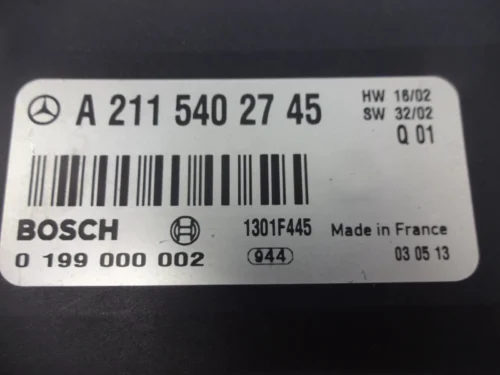 A 211 540 27 45
HW 16/02
SW 32/02
Q 01
BOSCH 1301F445 Made in France
0 199 000 002 944 03 05 13